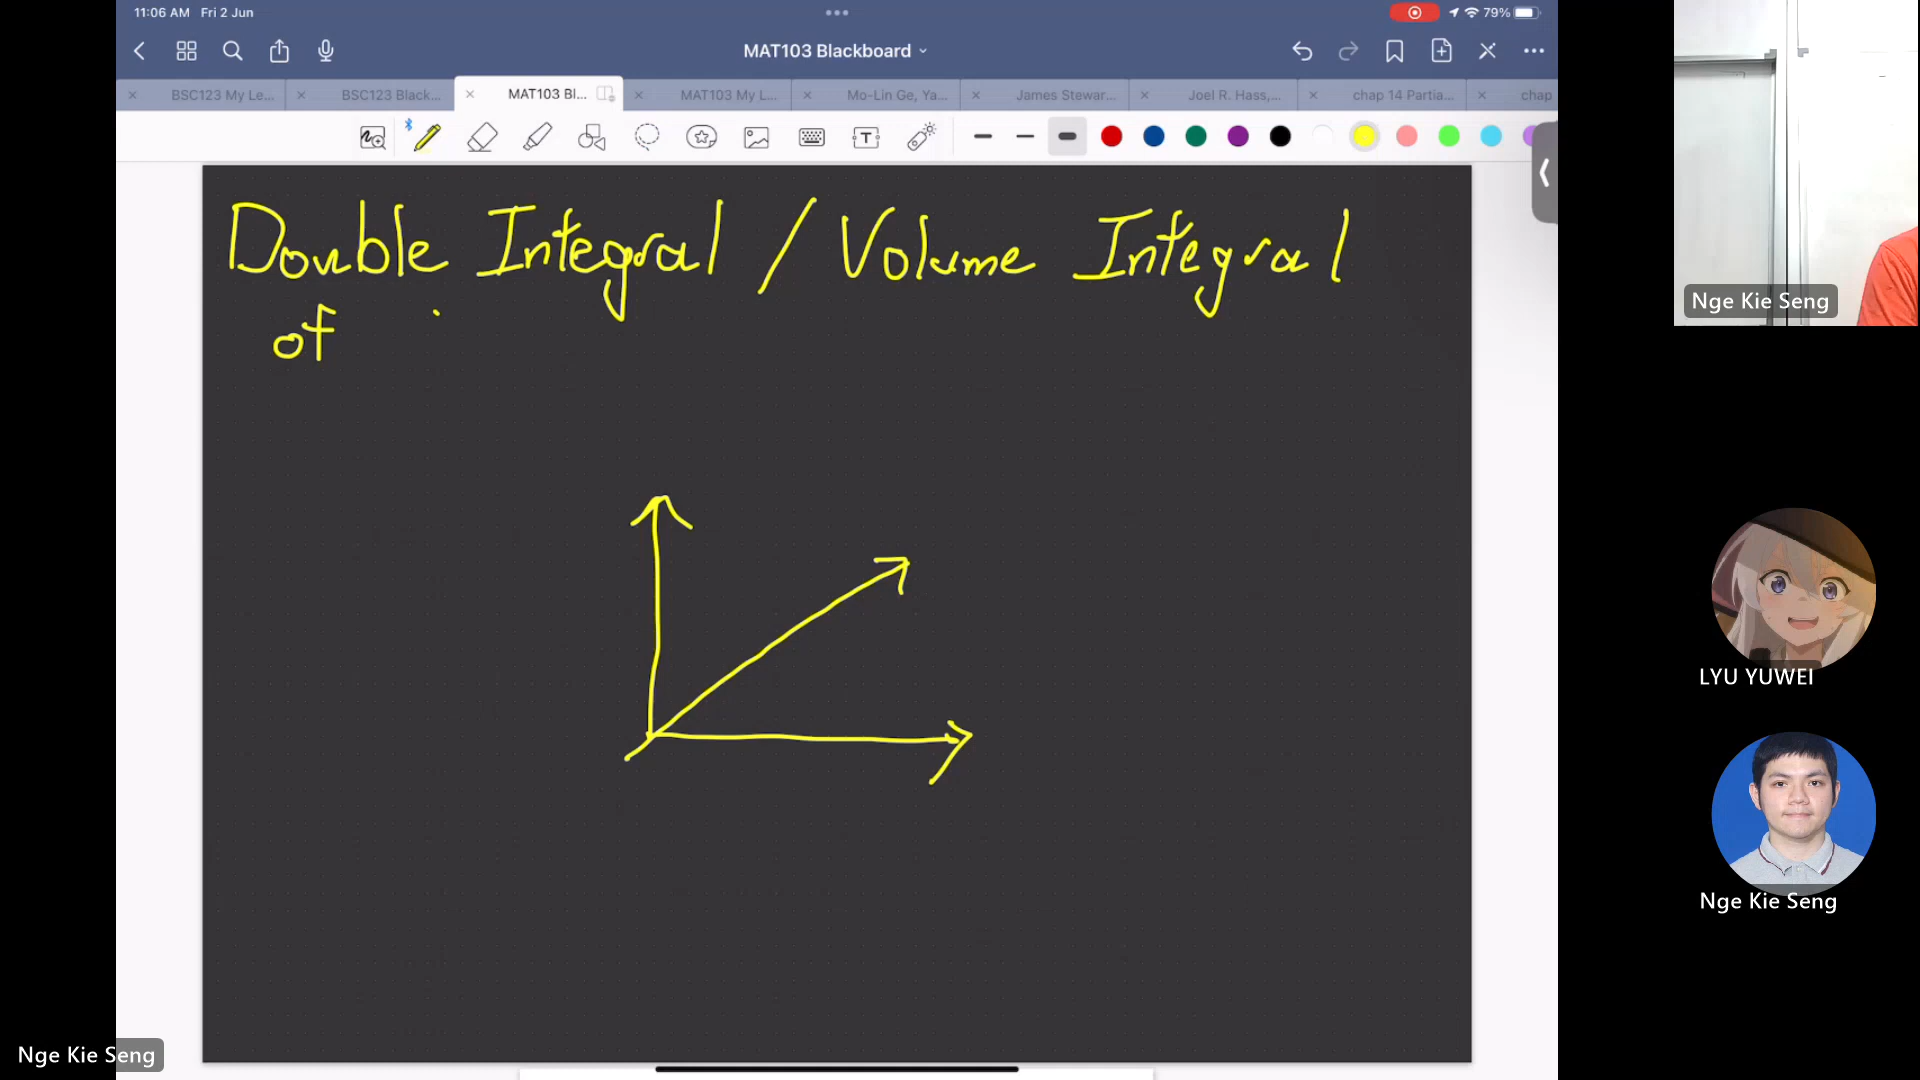 11:06 AM Fri 2 Jun
79%
MAT103 Blackboard
BSC123 My Le...
BSC123 Black...
MAT103 Bl...
MAT103 My L...
Mo-Lin Ge, Ya...
James Stewar...
Joel R. Hass,...
chap 14 Partia...
chap
T
Double Integral / Volume Integral
of
Nge Kie Seng
LYU YUWEI
Nge Kie Seng
Nge Kie Seng